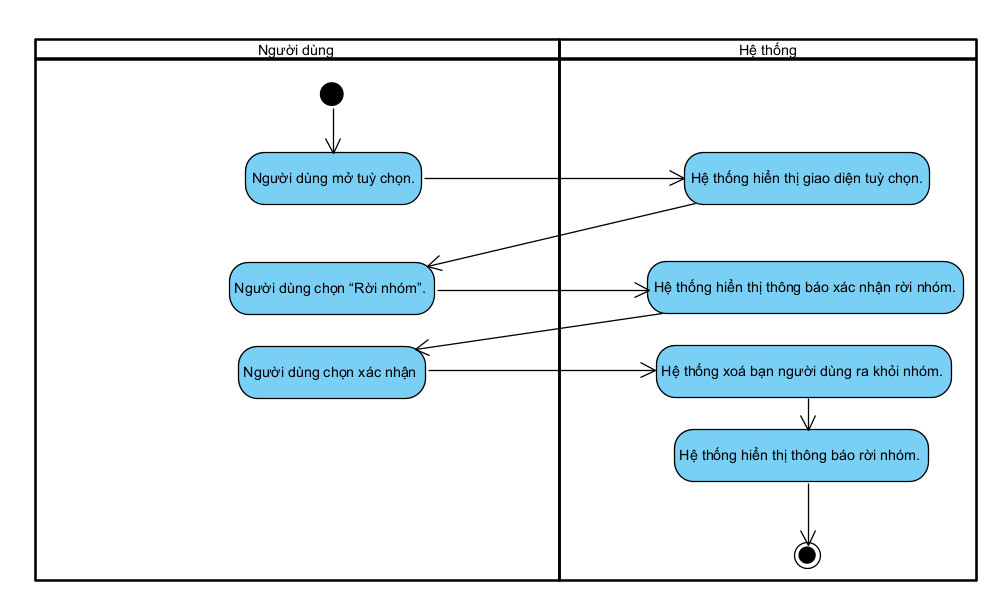 Người dùng
Hệ thống
Người dùng mở tuỳ chọn.
Hệ thống hiển thị giao diện tuỳ chọn.
Người dùng chọn “Rời nhóm”.
Hệ thống hiển thị thông báo xác nhận rời nhóm.
Người dùng chọn xác nhận
Hệ thống xoá bạn người dùng ra khỏi nhóm.
Hệ thống hiển thị thông báo rời nhóm.